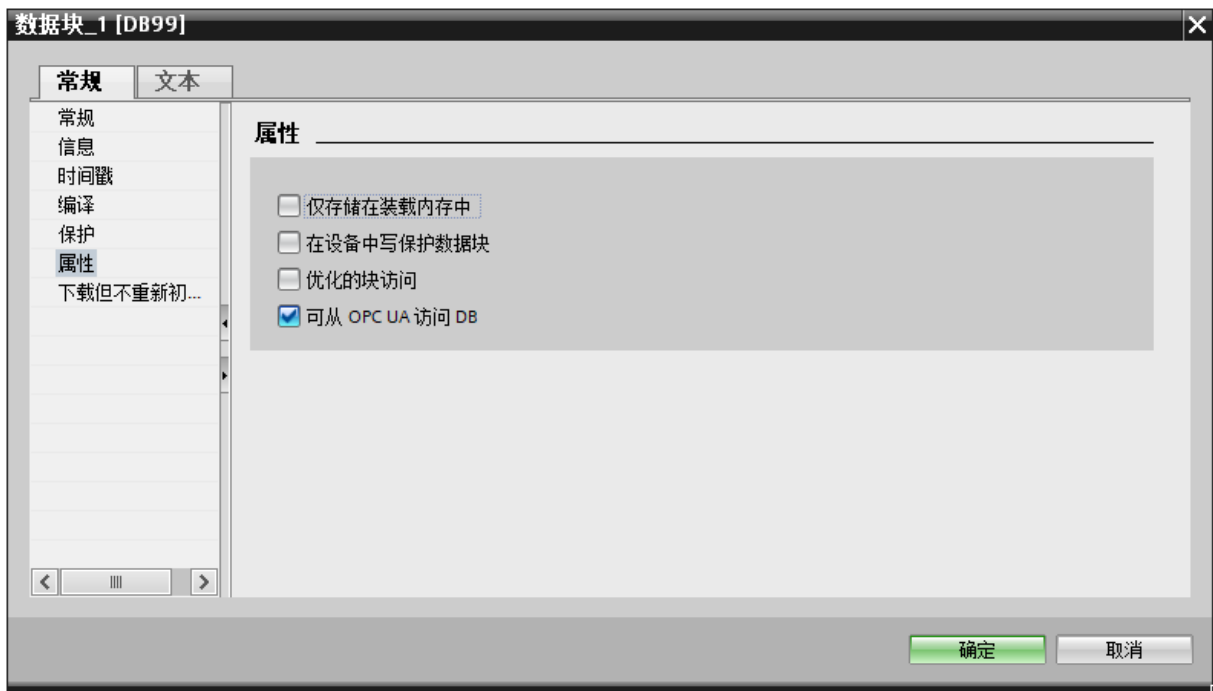 数据块_1 [DB99]
常规
文本
常规
信息
时间戳
编译
保护
属性
下载但不重新初...
属性
仅存储在装载内存中
在设备中写保护数据块
优化的块访问
可从 OPC UA 访问 DB
确定
取消